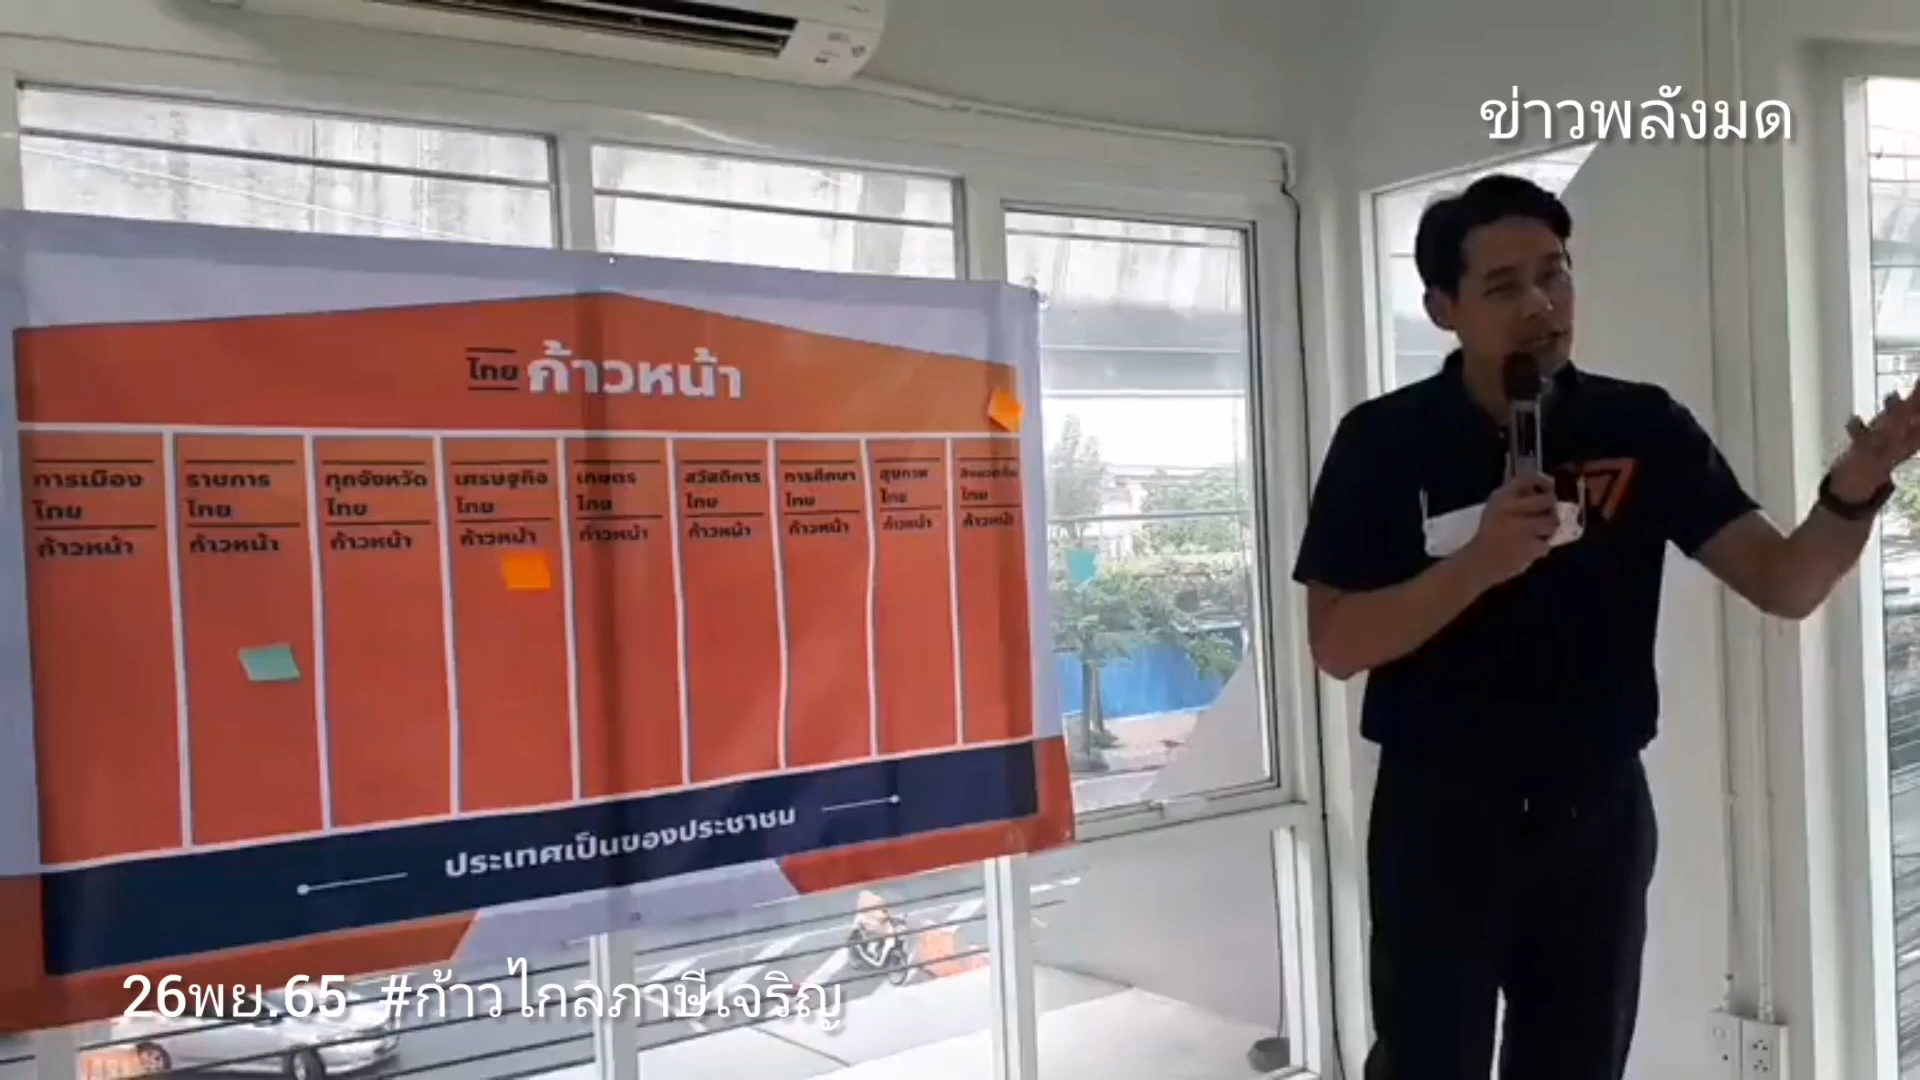 ข่าวพลังมด
ไทย ก้าวหน้า
การเมือง
ไทย
ก้าวหน้า
ราชการ
ไทย
ก้าวหน้า
ทุกจังหวัด
ไทย
ก้าวหน้า
เศรษฐกิจ
ไทย
ก้าวหน้า
เกษตร
ไทย
ก้าวหน้า
สวัสดิการ
ไทย
ก้าวหน้า
การศึกษา
ไทย
ก้าวหน้า
สุขภาพ
ไทย
ก้าวหน้า
สิ่งแวดล้อม
ไทย
ก้าวหน้า
ประเทศเป็นของประชาชน
26พย.65 #ก้าวไกลภาษีเจริญ